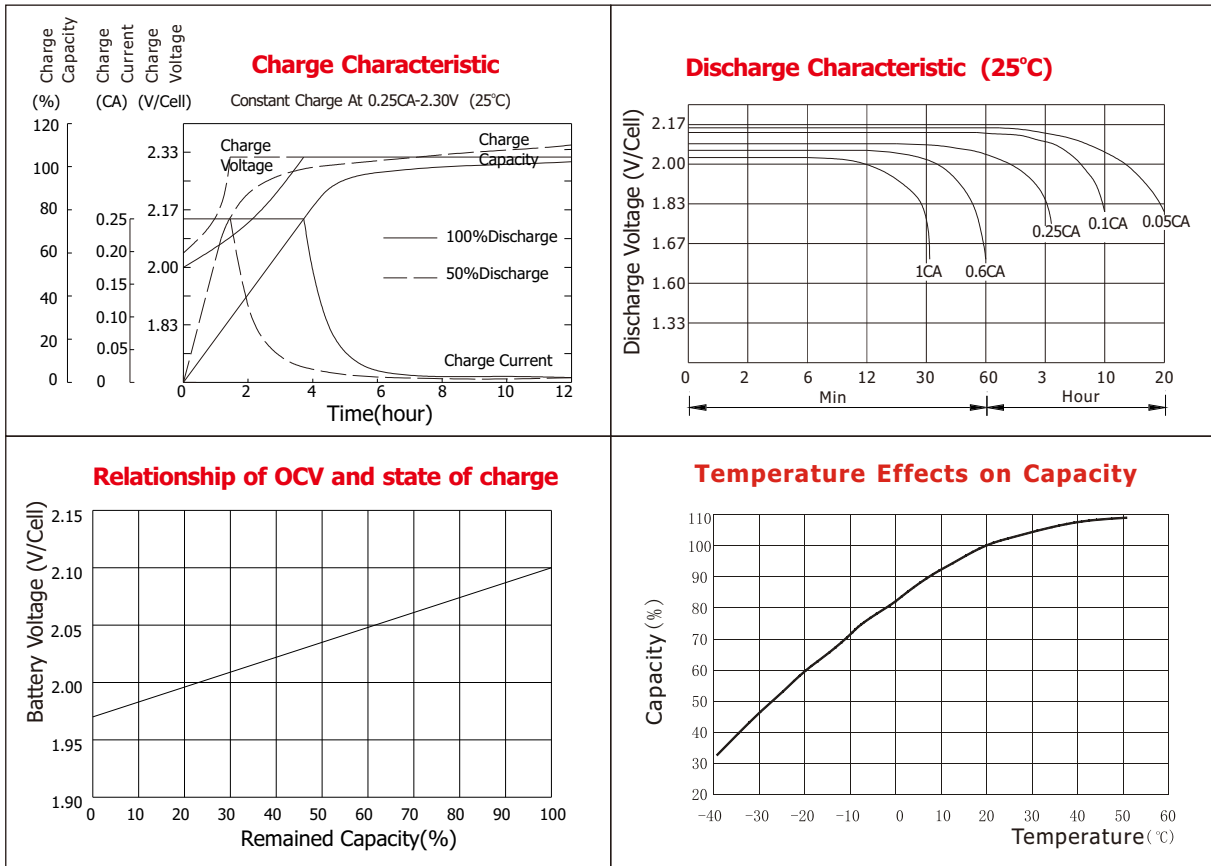 Charge Capacity
Charge Current
Charge Voltage
(%) (CA) (V/Cell)
Charge Characteristic
Constant Charge At 0.25CA-2.30V (25°C)
120
100
80
60
40
20
0
0.25
0.20
0.15
0.10
0.05
0
2.33
2.17
2.00
1.83
Charge Voltage
Charge Capacity
100%Discharge
50%Discharge
Charge Current
0 2 4 6 8 10 12
Time(hour)
Discharge Characteristic (25°C)
Discharge Voltage (V/Cell)
2.17
2.00
1.83
1.67
1.60
1.33
1CA
0.6CA
0.25CA
0.1CA
0.05CA
0 2 6 12 30 60 3 10 20
Min
Hour
Relationship of OCV and state of charge
Battery Voltage (V/Cell)
2.15
2.10
2.05
2.00
1.95
1.90
0 10 20 30 40 50 60 70 80 90 100
Remained Capacity(%)
Temperature Effects on Capacity
Capacity(%)
110
100
90
80
70
60
50
40
30
20
-40 -30 -20 -10 0 10 20 30 40 50 60
Temperature(℃)